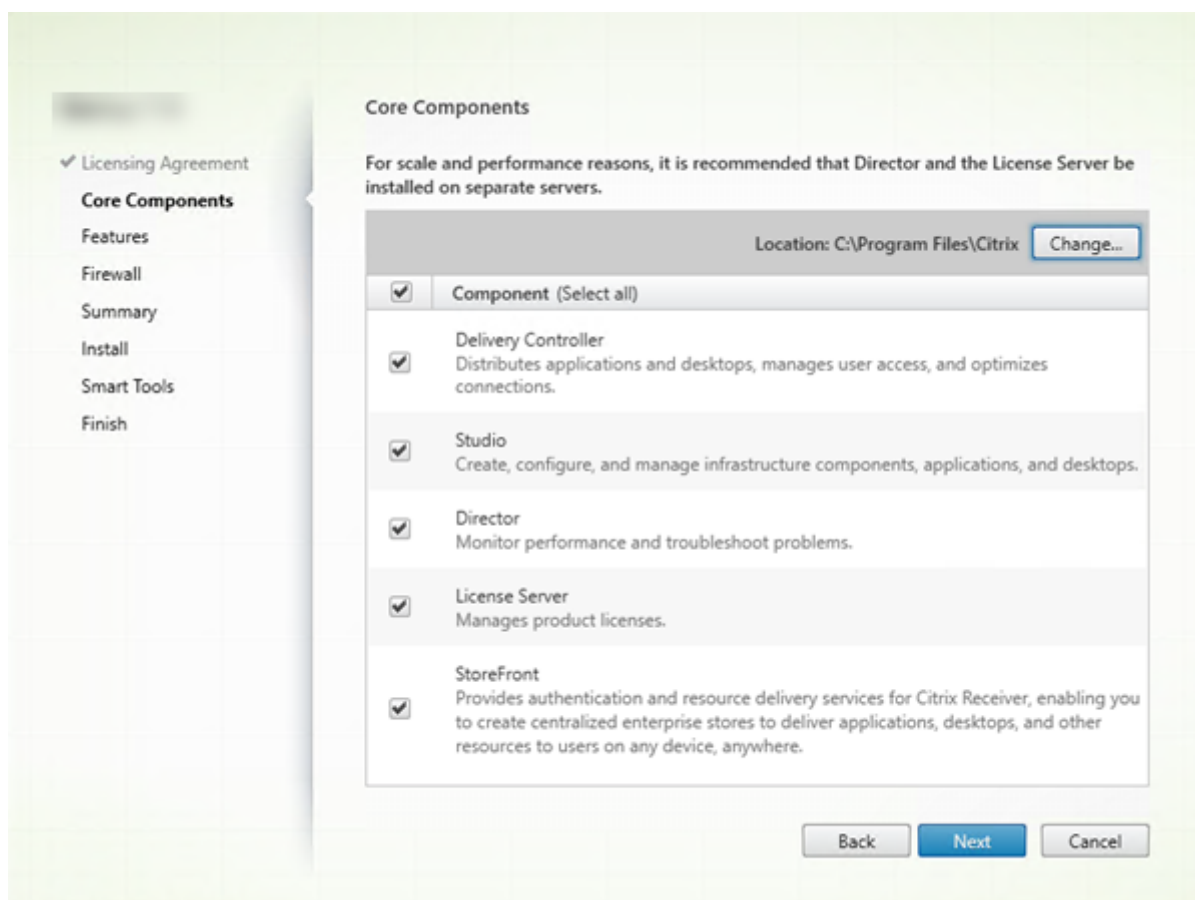 Core Components
✔ Licensing Agreement
Core Components
Features
Firewall
Summary
Install
Smart Tools
Finish
For scale and performance reasons, it is recommended that Director and the License Server be
installed on separate servers.
Location: C:\Program Files\Citrix Change...
Component (Select all)
Delivery Controller
Distributes applications and desktops, manages user access, and optimizes
connections.
Studio
Create, configure, and manage infrastructure components, applications, and desktops.
Director
Monitor performance and troubleshoot problems.
License Server
Manages product licenses.
StoreFront
Provides authentication and resource delivery services for Citrix Receiver, enabling you
to create centralized enterprise stores to deliver applications, desktops, and other
resources to users on any device, anywhere.
Back Next Cancel